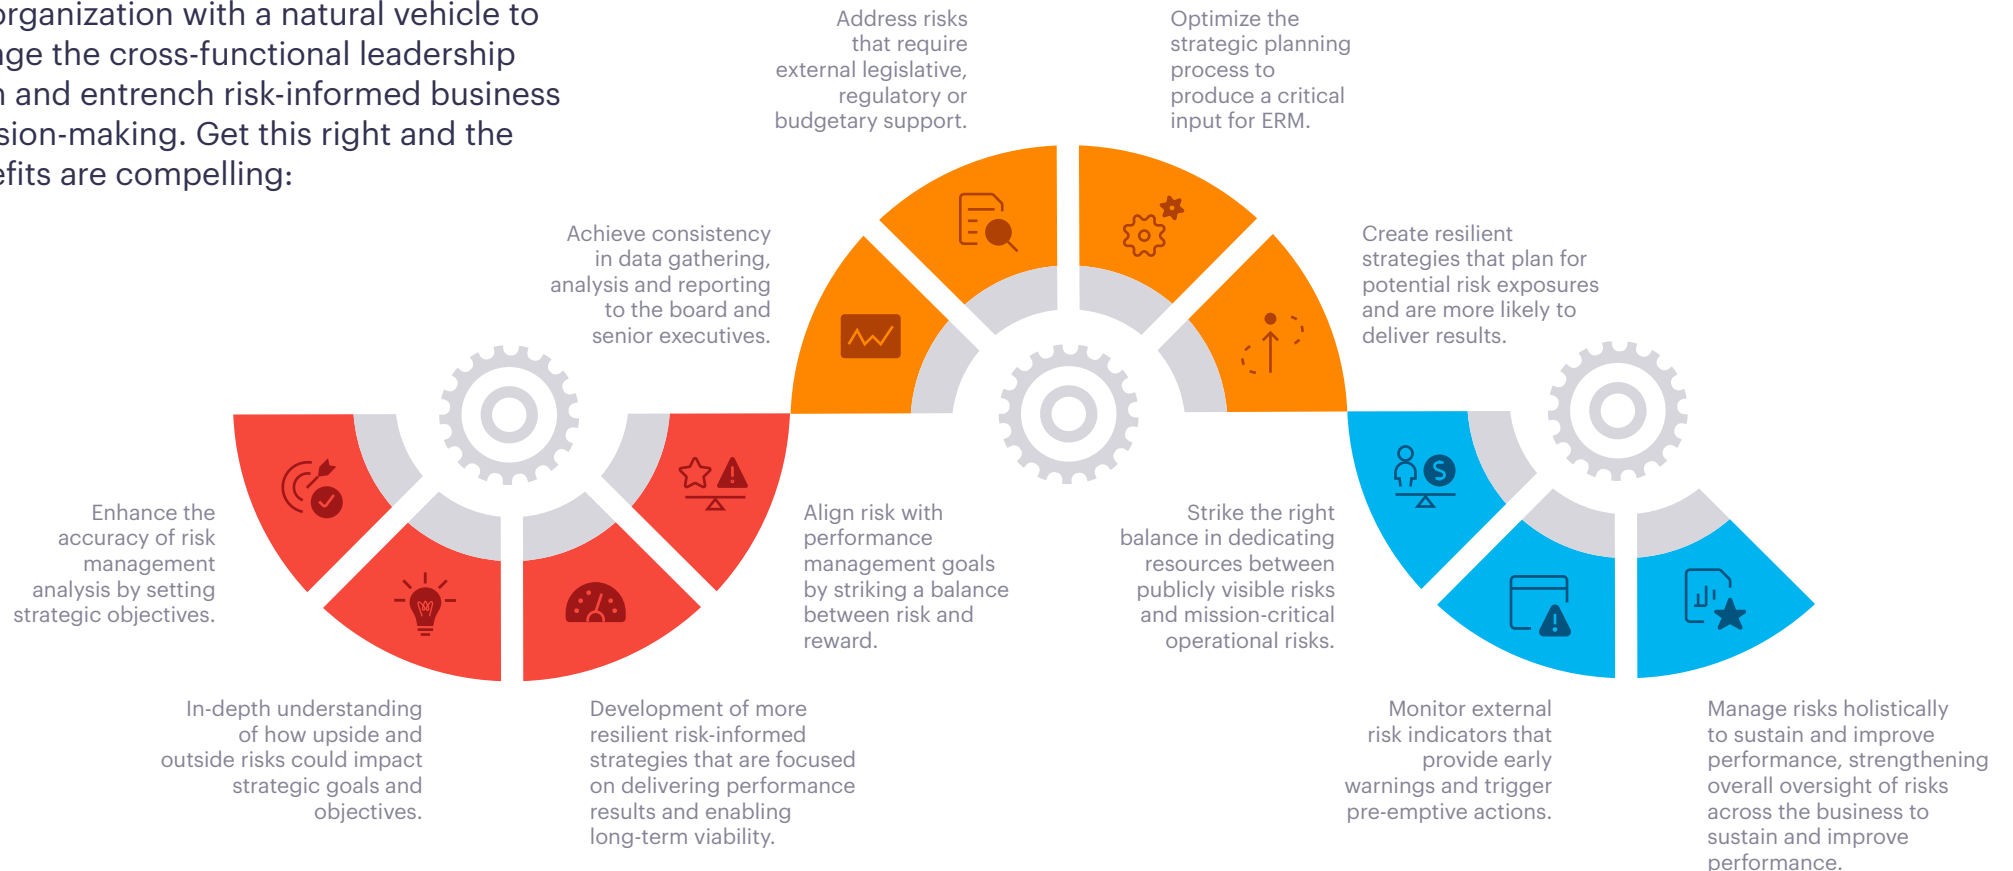 organization with a natural vehicle to
the cross-functional leadership
and entrench risk-informed business
Get this right and the
are compelling:
Address risks
that require
external legislative,
regulatory or
budgetary support.
Optimize the
strategic planning
process to
produce a critical
input for ERM.
Achieve consistency
in data gathering,
analysis and reporting
to the board and
senior executives.
Create resilient
strategies that plan for
potential risk exposures
and are more likely to
deliver results.
Enhance the
accuracy of risk
management
analysis by setting
strategic objectives.
Align risk with
performance
management goals
by striking a balance
between risk and
reward.
Strike the right
balance in dedicating
resources between
publicly visible risks
and mission-critical
operational risks.
In-depth understanding
of how upside and
outside risks could impact
strategic goals and
objectives.
Development of more
resilient risk-informed
strategies that are focused
on delivering performance
results and enabling
long-term viability.
Monitor external
risk indicators that
provide early
warnings and trigger
pre-emptive actions.
Manage risks holistically
to sustain and improve
performance, strengthening
overall oversight of risks
across the business to
sustain and improve
performance.